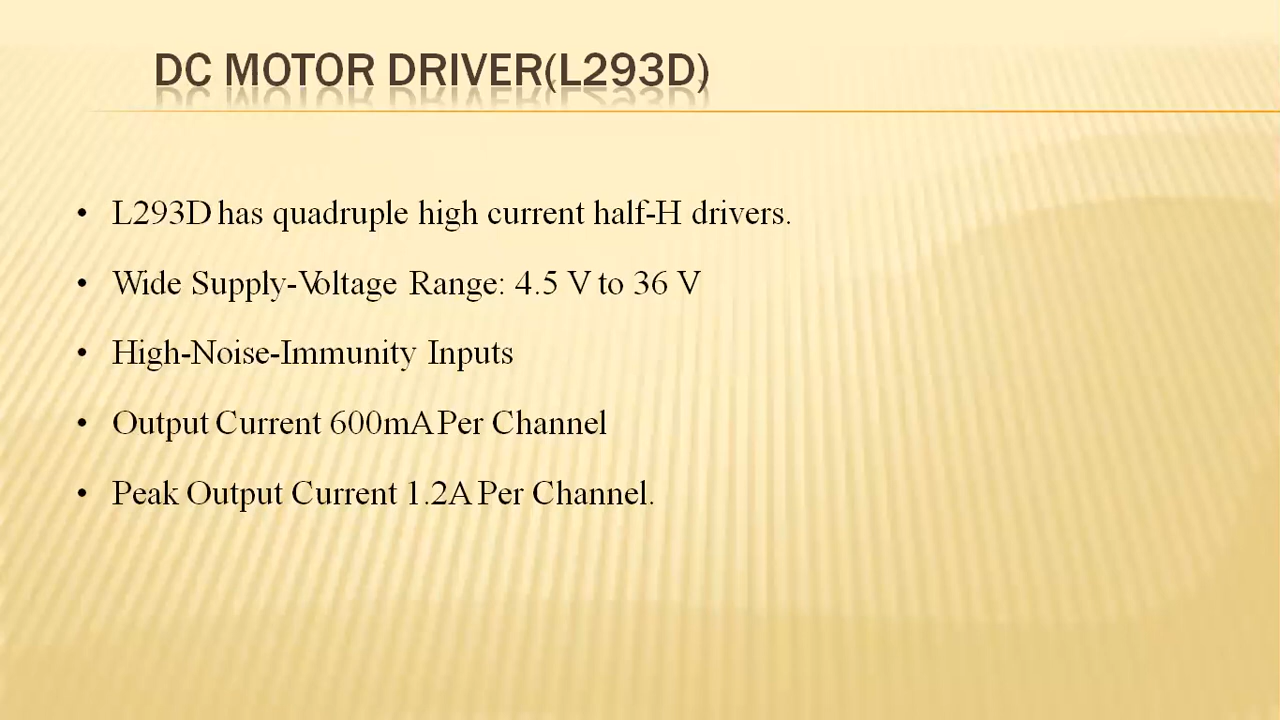 DC MOTOR DRIVER(L293D)
• L293D has quadruple high current half-H drivers.
• Wide Supply-Voltage Range: 4.5 V to 36 V
• High-Noise-Immunity Inputs
• Output Current 600mA Per Channel
• Peak Output Current 1.2A Per Channel.